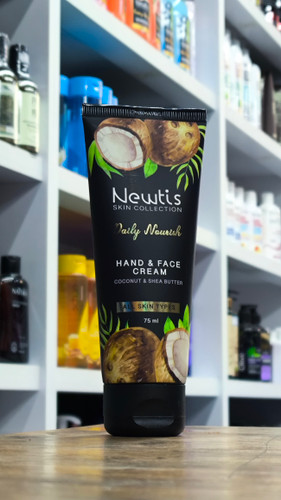 Newtis
SKIN COLLECTION
Daily Nourish
HAND & FACE
CREAM
COCONUT & SHEA BUTTER
ALL SKIN TYPES
75 ml